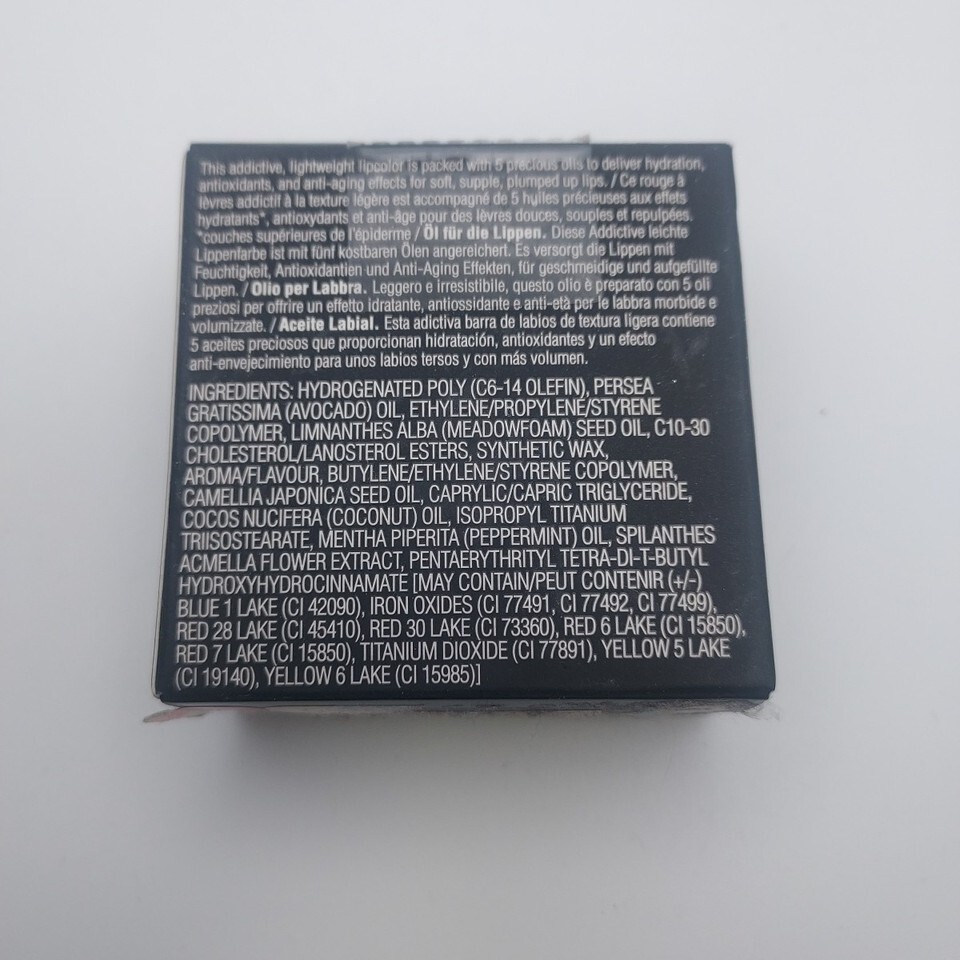 This addictive, lightweight lipcolor is packed with 5 precious oils to deliver hydration,
antioxidants, and anti-aging effects for soft, supple, plumped up lips. / Ce rouge à
lèvres addictif à la texture légère est accompagné de 5 huiles précieuses aux effets
hydratants*, antioxydants et anti-âge pour des lèvres douces, souples et repulpées.
*couches supérieures de l'épiderme / Öl für die Lippen. Diese Addictive leichte
Lippenfarbe ist mit fünf kostbaren Ölen angereichert. Es versorgt die Lippen mit
Feuchtigkeit, Antioxidantien und Anti-Aging Effekten, für geschmeidige und aufgefüllte
Lippen. / Olio per Labbra. Leggero e irresistibile, questo olio è preparato con 5 oli
preziosi per offrire un effetto idratante, antiossidante e anti-età per le labbra morbide e
volumizzate. / Aceite Labial. Esta adictiva barra de labios de textura ligera contiene
5 aceites preciosos que proporcionan hidratación, antioxidantes y un efecto
anti-envejecimiento para unos labios tersos y con más volumen.
INGREDIENTS: HYDROGENATED POLY (C6-14 OLEFIN), PERSEA
GRATISSIMA (AVOCADO) OIL, ETHYLENE/PROPYLENE/STYRENE
COPOLYMER, LIMNANTHES ALBA (MEADOWFOAM) SEED OIL, C10-30
CHOLESTEROL/LANOSTEROL ESTERS, SYNTHETIC WAX,
AROMA/FLAVOUR, BUTYLENE/ETHYLENE/STYRENE COPOLYMER,
CAMELLIA JAPONICA SEED OIL, CAPRYLIC/CAPRIC TRIGLYCERIDE,
COCOS NUCIFERA (COCONUT) OIL, ISOPROPYL TITANIUM
TRIISOSTEARATE, MENTHA PIPERITA (PEPPERMINT) OIL, SPILANTHES
ACMELLA FLOWER EXTRACT, PENTAERYTHRITYL TETRA-DI-T-BUTYL
HYDROXYHYDROCINNAMATE [MAY CONTAIN/PEUT CONTENIR (+/-)
BLUE 1 LAKE (CI 42090), IRON OXIDES (CI 77491, CI 77492, CI 77499),
RED 28 LAKE (CI 45410), RED 30 LAKE (CI 73360), RED 6 LAKE (CI 15850),
RED 7 LAKE (CI 15850), TITANIUM DIOXIDE (CI 77891), YELLOW 5 LAKE
(CI 19140), YELLOW 6 LAKE (CI 15985)]